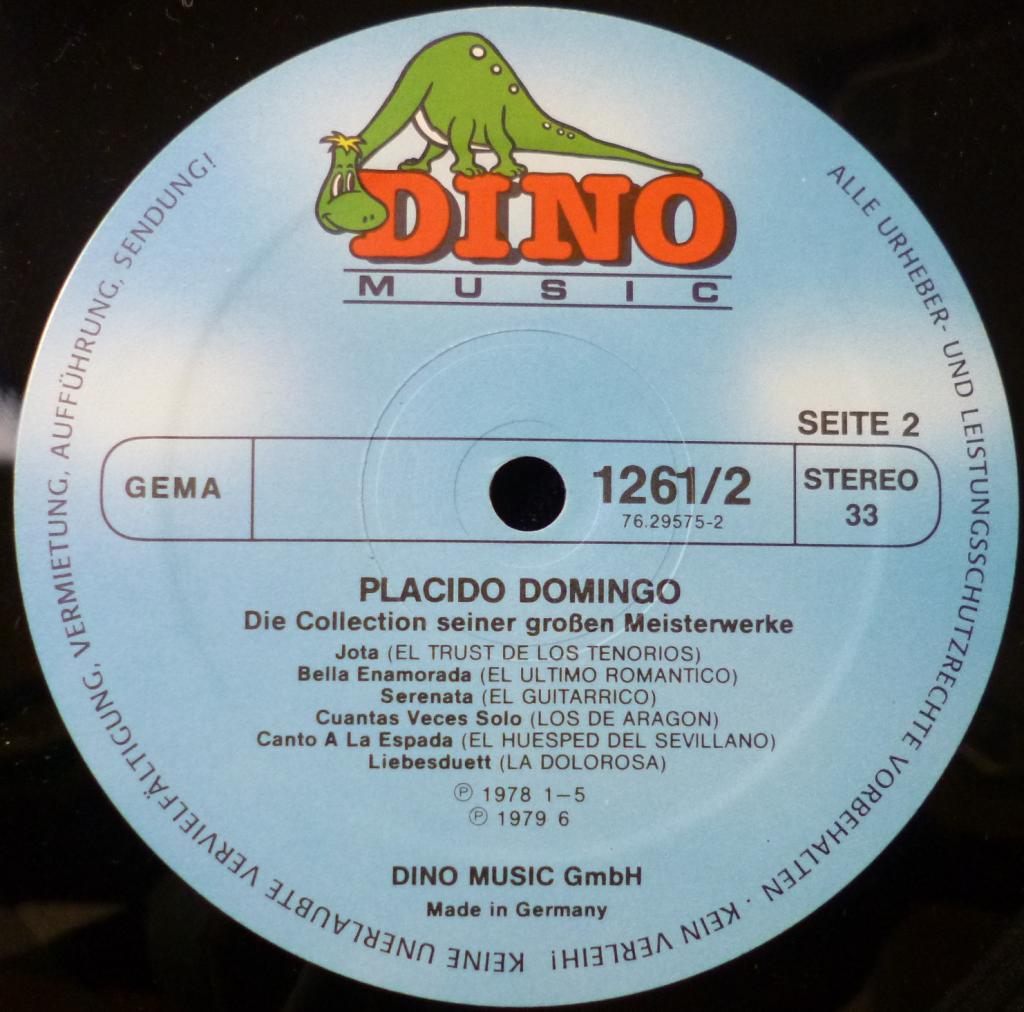 DINO
MUSIC
ALLE URHEBER- UND LEISTUNGSSCHUTZRECHTE VORBEHALTEN · KEIN VERLEIH! KEINE UNERLAUBTE VERVIELFÄLTIGUNG, VERMIETUNG, AUFFÜHRUNG, SENDUNG!
SEITE 2
GEMA
1261/2
76.29575-2
STEREO
33
PLACIDO DOMINGO
Die Collection seiner großen Meisterwerke
Jota (EL TRUST DE LOS TENORIOS)
Bella Enamorada (EL ULTIMO ROMANTICO)
Serenata (EL GUITARRICO)
Cuantas Veces Solo (LOS DE ARAGON)
Canto A La Espada (EL HUESPED DEL SEVILLANO)
Liebesduett (LA DOLOROSA)
℗ 1978 1–5
℗ 1979 6
DINO MUSIC GmbH
Made in Germany